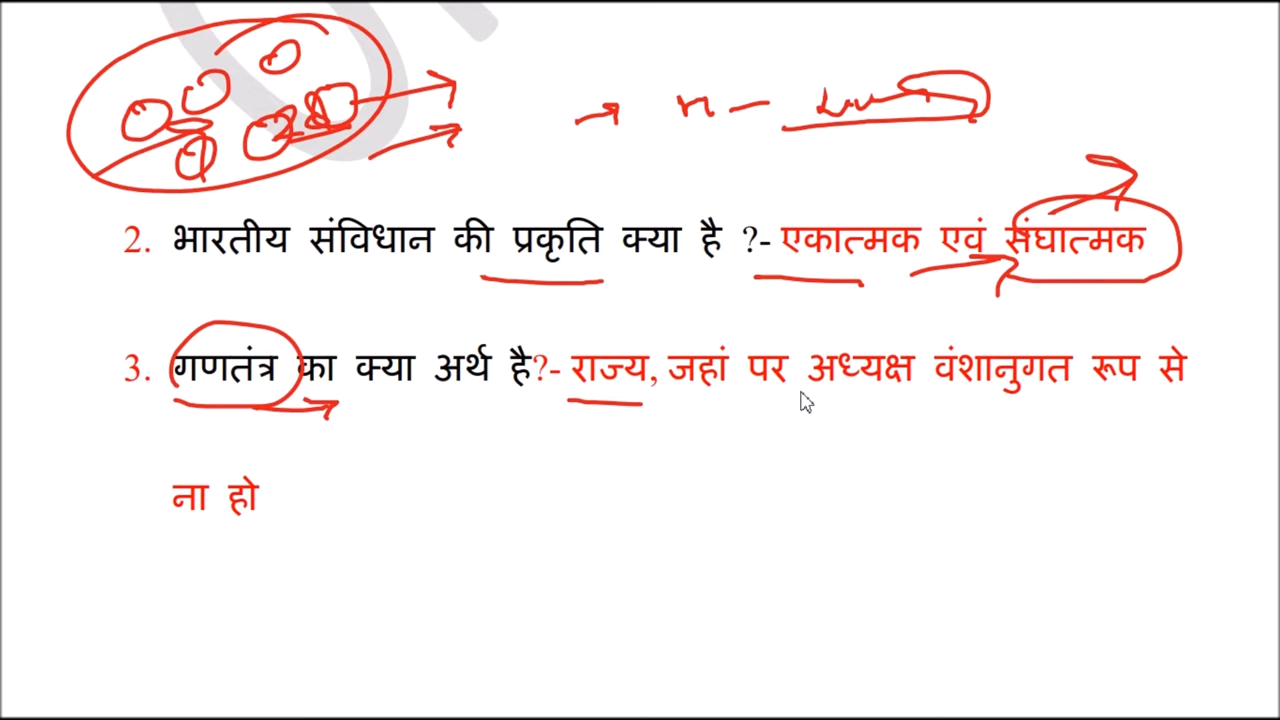 2. भारतीय संविधान की प्रकृति क्या है ?- एकात्मक एवं संघात्मक
3. गणतंत्र का क्या अर्थ है?- राज्य, जहां पर अध्यक्ष वंशानुगत रूप से
ना हो